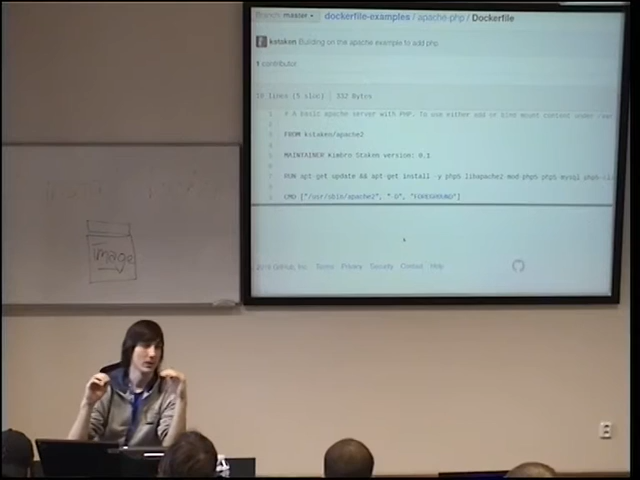 Branch: master dockerfile-examples / apache-php / Dockerfile
kstaken Building on the apache example to add php
1 contributor
10 lines (5 sloc) | 332 Bytes
# A basic apache server with PHP. To use either add or bind mount content under /var
FROM kstaken/apache2
MAINTAINER Kimbro Staken version: 0.1
RUN apt-get update && apt-get install -y php5 libapache2-mod-php5 php5-mysql php5-cli
CMD ["/usr/sbin/apache2", "-D", "FOREGROUND"]
GitHub, Inc. Terms Privacy Security Contact Help
image